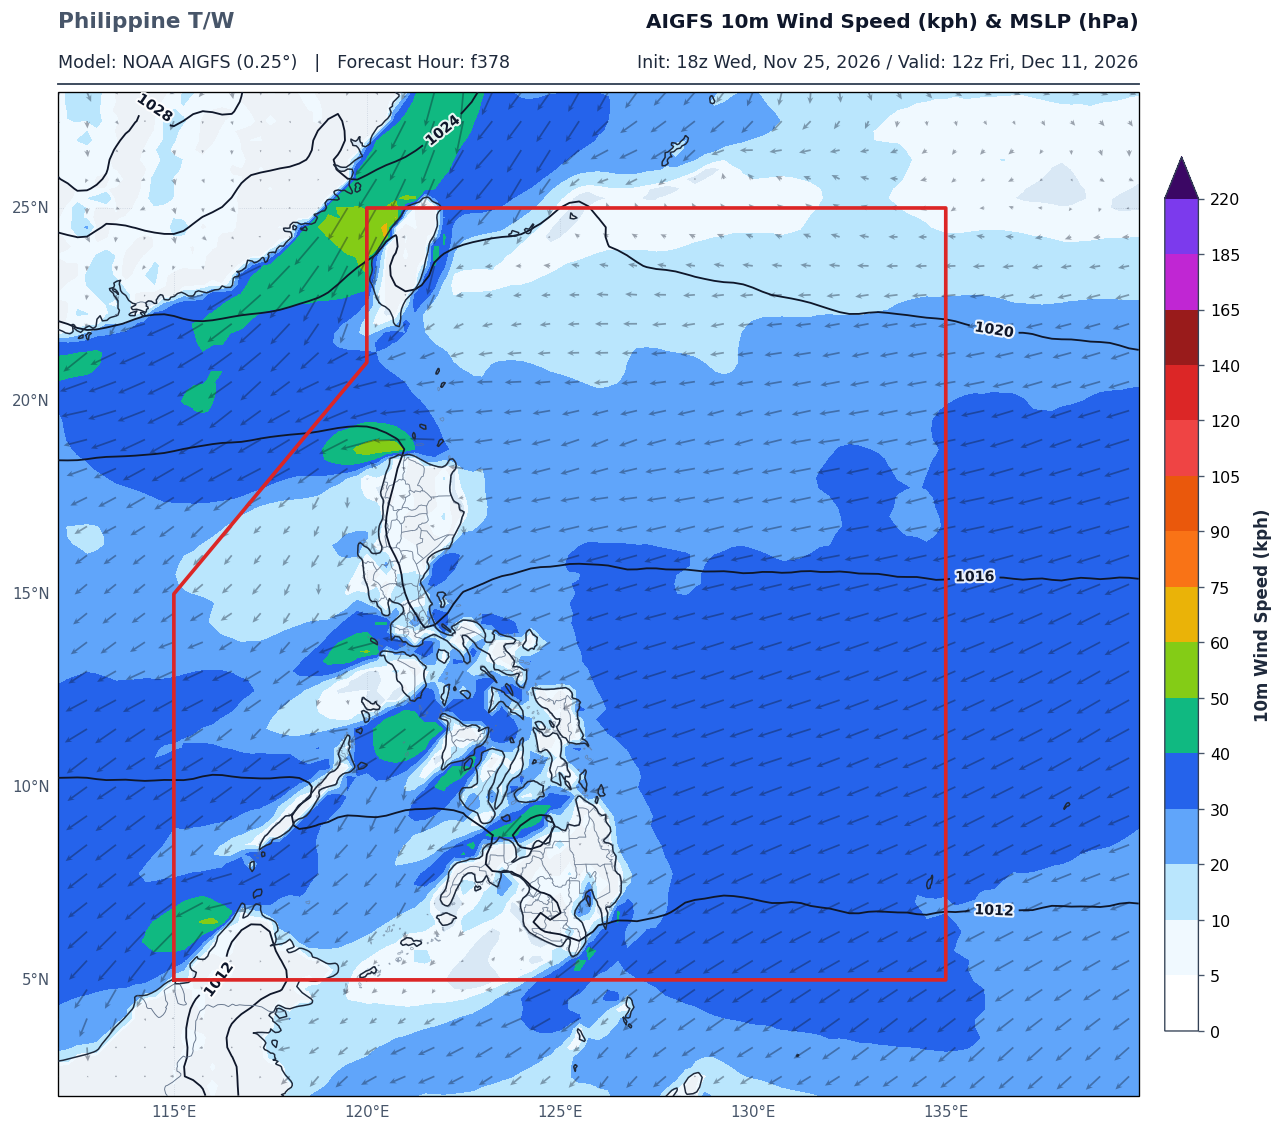 Philippine T/W
AIGFS 10m Wind Speed (kph) & MSLP (hPa)
Model: NOAA AIGFS (0.25°) | Forecast Hour: f378
Init: 18z Wed, Nov 25, 2026 / Valid: 12z Fri, Dec 11, 2026
1028
1024
1020
1016
1012
1012
25°N
20°N
15°N
10°N
5°N
115°E
120°E
125°E
130°E
135°E
220
185
165
140
120
105
90
75
60
50
40
30
20
10
5
0
10m Wind Speed (kph)